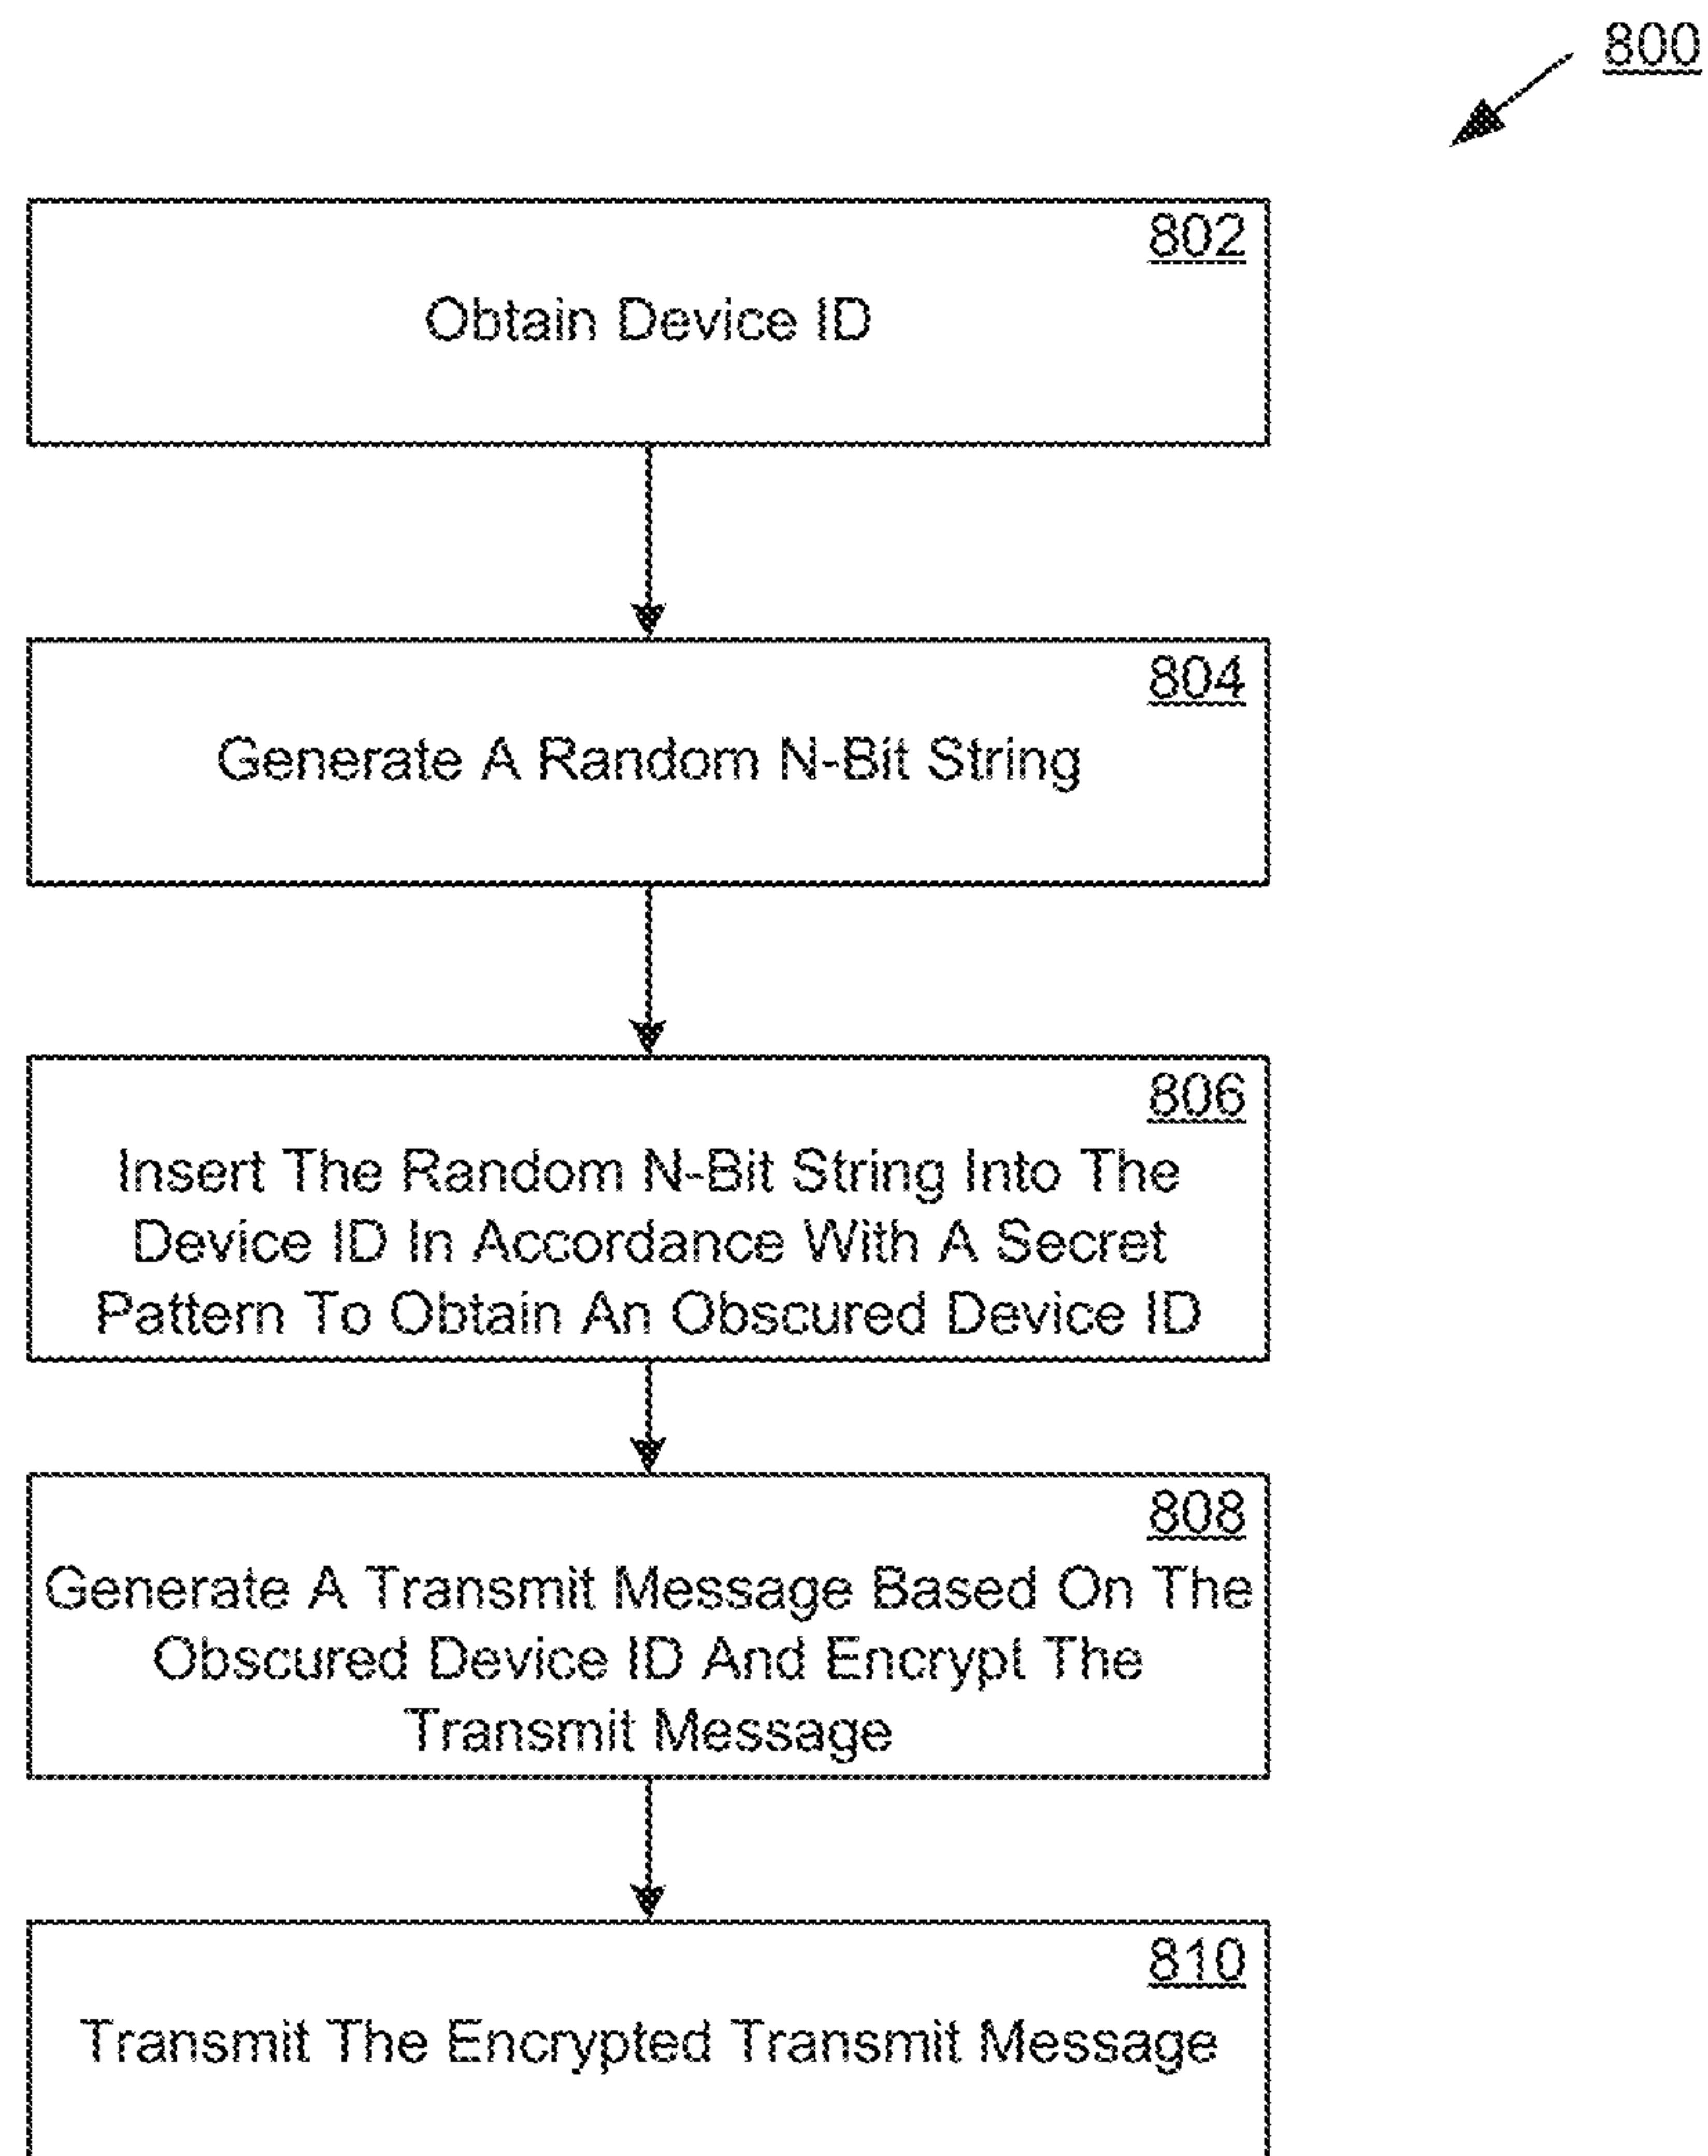 800
802
Obtain Device ID
804
Generate A Random N-Bit String
806
Insert The Random N-Bit String Into The
Device ID In Accordance With A Secret
Pattern To Obtain An Obscured Device ID
808
Generate A Transmit Message Based On The
Obscured Device ID And Encrypt The
Transmit Message
810
Transmit The Encrypted Transmit Message